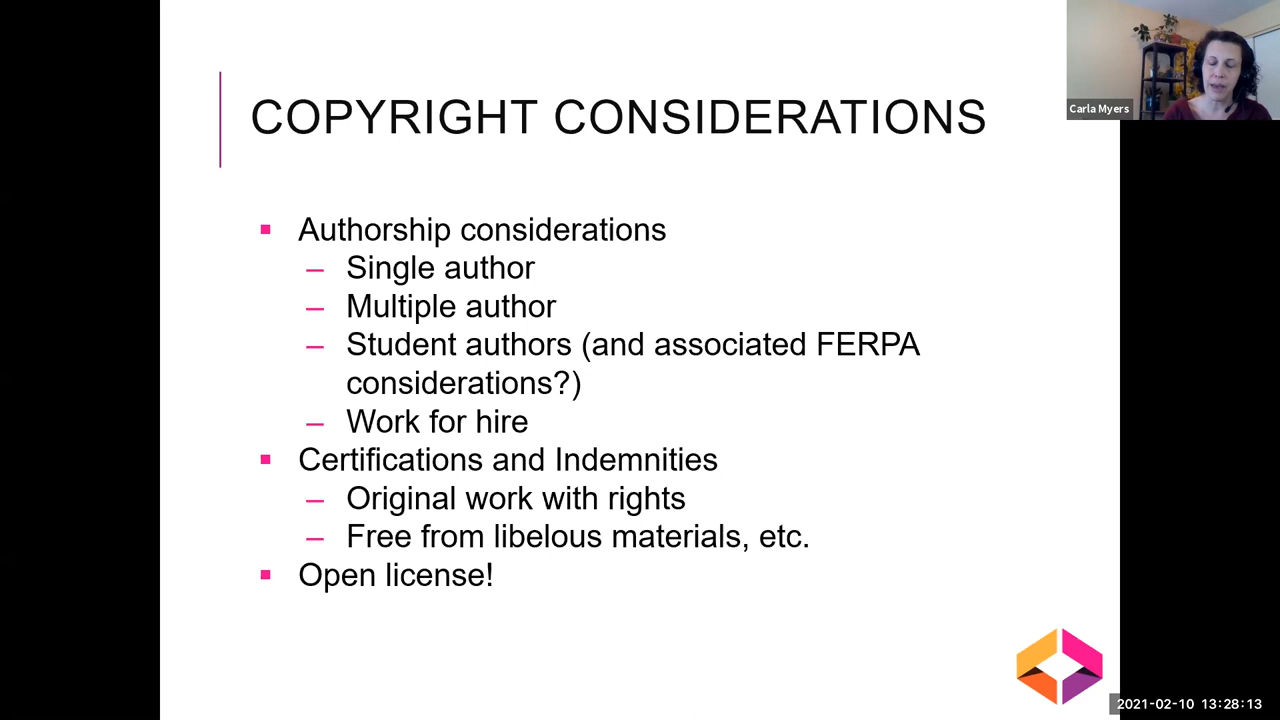 COPYRIGHT CONSIDERATIONS
Carla Myers
▪ Authorship considerations
– Single author
– Multiple author
– Student authors (and associated FERPA
considerations?)
– Work for hire
▪ Certifications and Indemnities
– Original work with rights
– Free from libelous materials, etc.
▪ Open license!
2021-02-10 13:28:13